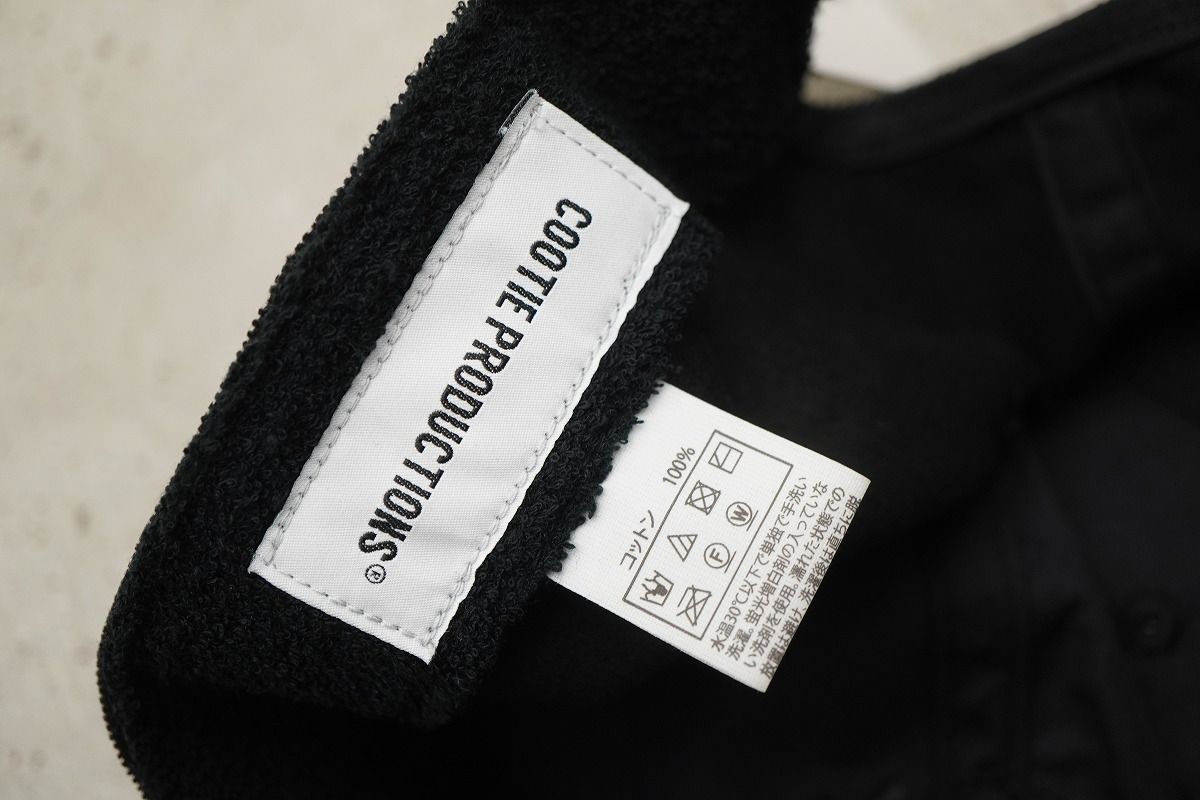 COOTIE PRODUCTIONS®
コットン 100%
F W
水温30℃以下で単独で手洗い
洗濯。蛍光増白剤の入っていな
い洗剤を使用。濡れた状態での
放置は避け、洗濯後は直ちに脱